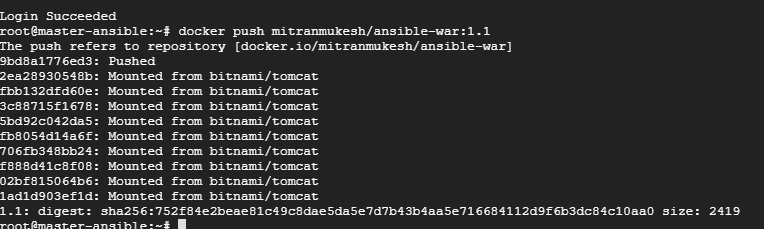 Login Succeeded
root@master-ansible:~# docker push mitranmukesh/ansible-war:1.1
The push refers to repository [docker.io/mitranmukesh/ansible-war]
9bd8a1776ed3: Pushed
2ea28930548b: Mounted from bitnami/tomcat
fbb132dfd60e: Mounted from bitnami/tomcat
3c88715f1678: Mounted from bitnami/tomcat
5bd92c042da5: Mounted from bitnami/tomcat
fb8054d14a6f: Mounted from bitnami/tomcat
706fb348bb24: Mounted from bitnami/tomcat
f888d41c8f08: Mounted from bitnami/tomcat
02bf815064b6: Mounted from bitnami/tomcat
1ad1d903ef1d: Mounted from bitnami/tomcat
1.1: digest: sha256:752f84e2beae81c49c8dae5da5e7d7b43b4aa5e716684112d9f6b3dc84c10aa0 size: 2419
root@master-ansible:~#